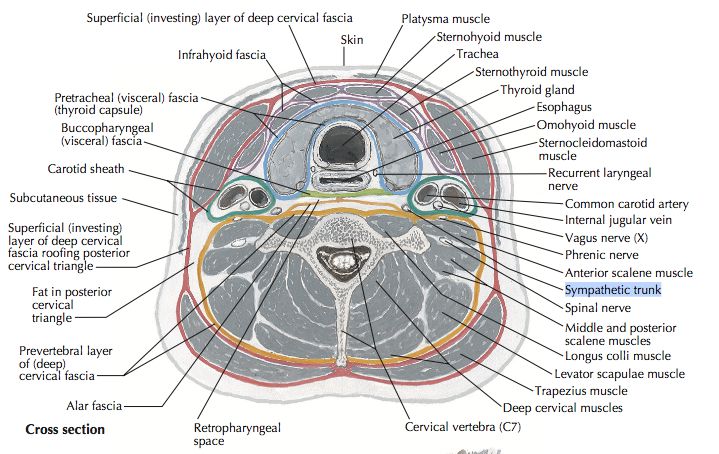 Superficial (investing) layer of deep cervical fascia
Skin
Infrahyoid fascia
Pretracheal (visceral) fascia
(thyroid capsule)
Buccopharyngeal
(visceral) fascia
Carotid sheath
Subcutaneous tissue
Superficial (investing)
layer of deep cervical
fascia roofing posterior
cervical triangle
Fat in posterior
cervical
triangle
Prevertebral layer
of (deep)
cervical fascia
Alar fascia
Cross section
Retropharyngeal
space
Platysma muscle
Sternohyoid muscle
Trachea
Sternothyroid muscle
Thyroid gland
Esophagus
Omohyoid muscle
Sternocleidomastoid
muscle
Recurrent laryngeal
nerve
Common carotid artery
Internal jugular vein
Vagus nerve (X)
Phrenic nerve
Anterior scalene muscle
Sympathetic trunk
Spinal nerve
Middle and posterior
scalene muscles
Longus colli muscle
Levator scapulae muscle
Trapezius muscle
Deep cervical muscles
Cervical vertebra (C7)